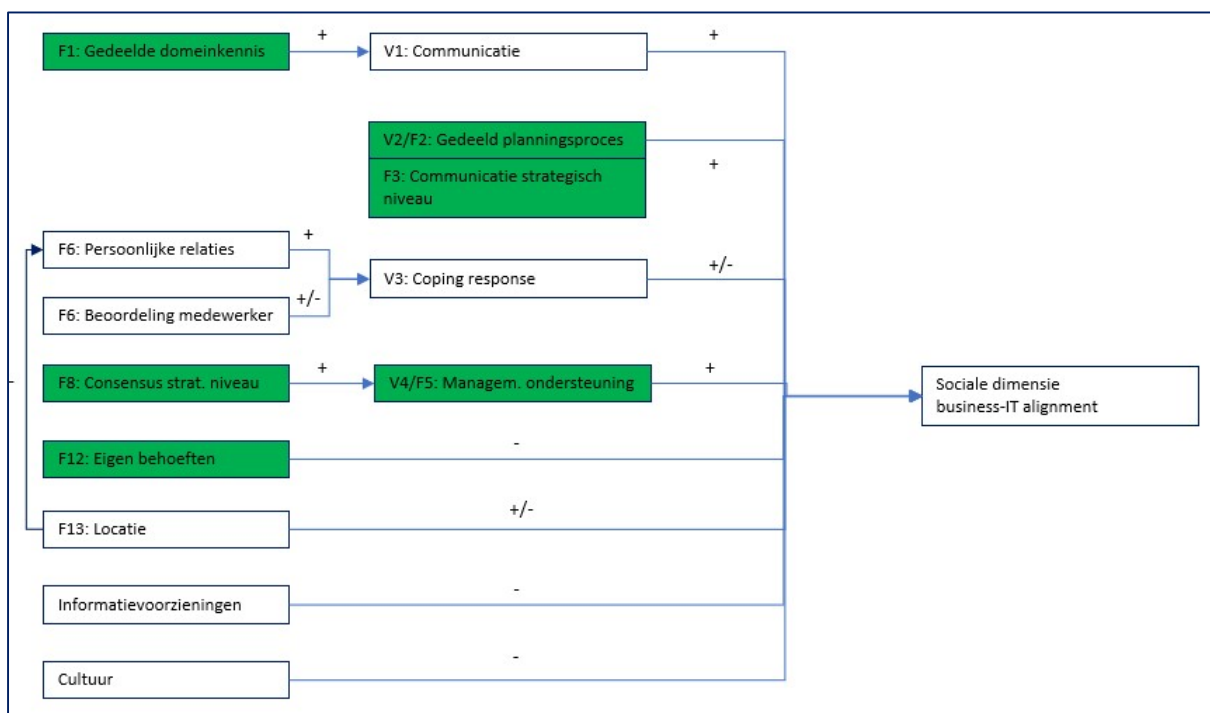 F1: Gedeelde domeinkennis
+
V1: Communicatie
+
V2/F2: Gedeeld planningsproces
+
F3: Communicatie strategisch
niveau
F6: Persoonlijke relaties
+
V3: Coping response
+/-
F6: Beoordeling medewerker
+/-
-
F8: Consensus strat. niveau
+
V4/F5: Managem. ondersteuning
+
Sociale dimensie
business-IT alignment
F12: Eigen behoeften
-
F13: Locatie
+/-
Informatievoorzieningen
-
Cultuur
-